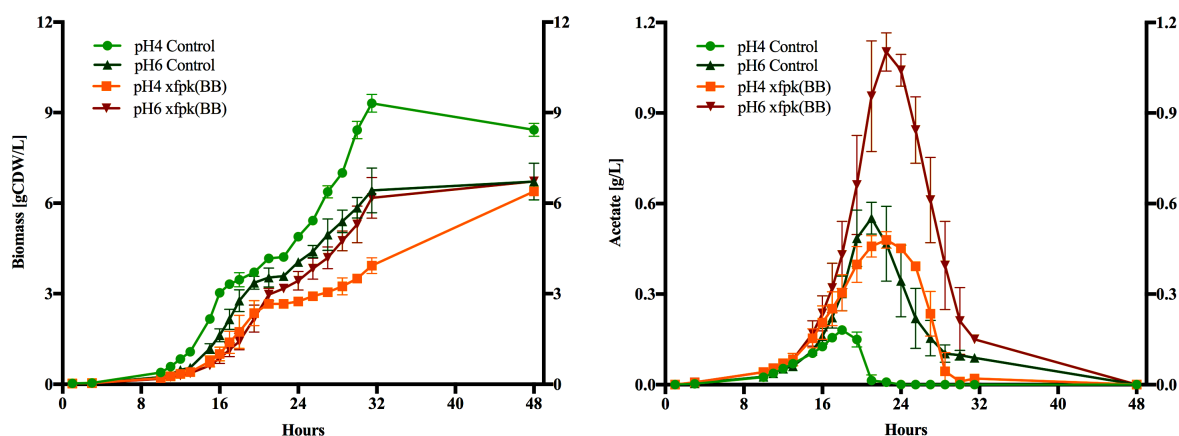 12
9
6
3
0
Biomass [gCDW/L]
pH4 Control
pH6 Control
pH4 xfpk(BB)
pH6 xfpk(BB)
12
9
6
3
0
0 8 16 24 32 40 48
Hours
1.2
0.9
0.6
0.3
0.0
Acetate [g/L]
pH4 Control
pH6 Control
pH4 xfpk(BB)
pH6 xfpk(BB)
1.2
0.9
0.6
0.3
0.0
0 8 16 24 32 40 48
Hours